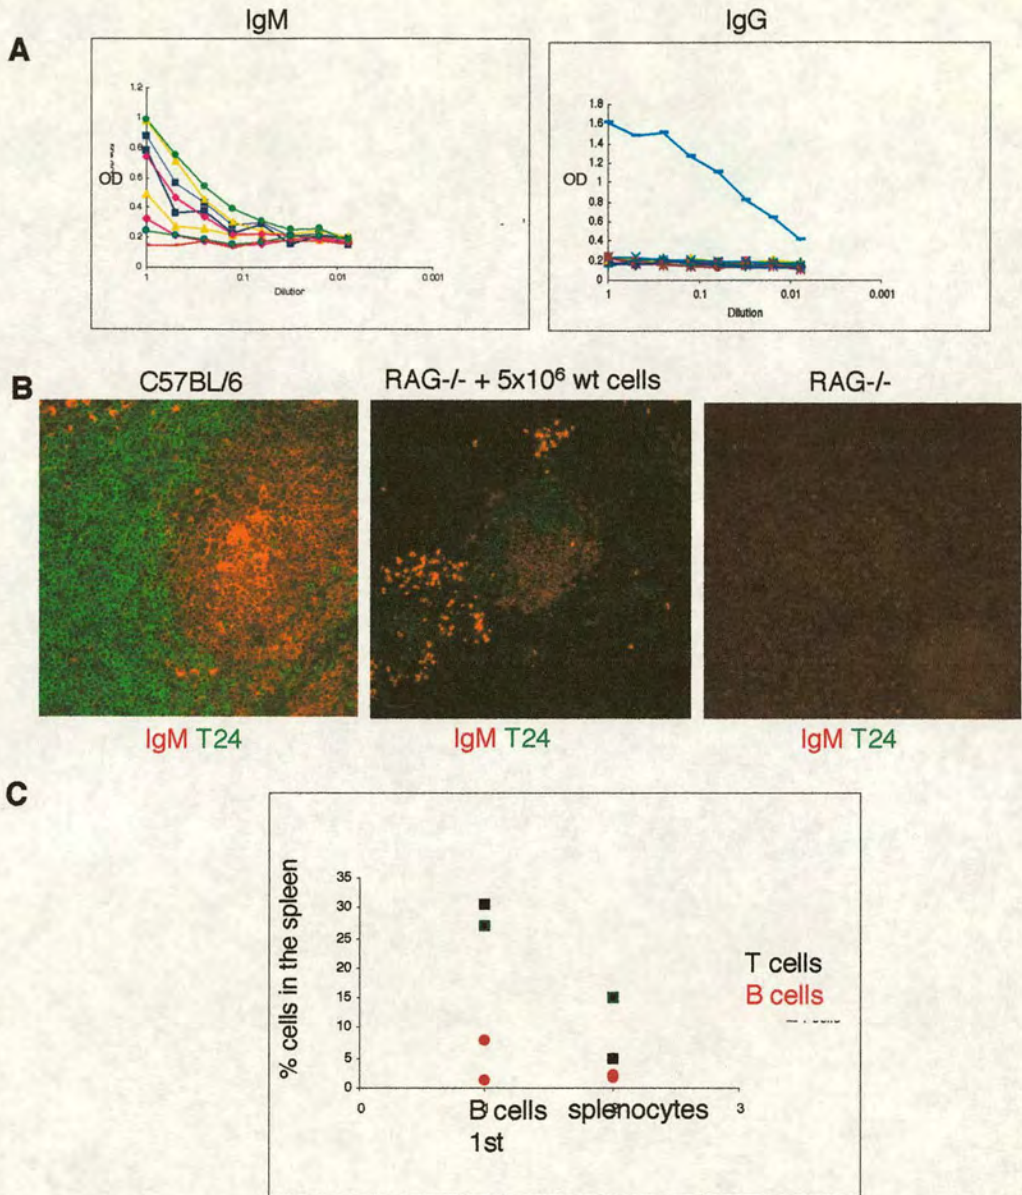 IgM IgG
A
1.2
1
0.8
0.6
OD
0.4
0.2
0
1 0.1 0.01 0.001
Dilution
1.8
1.6
1.4
1.2
OD
1
0.8
0.6
0.4
0.2
0
1 0.1 0.01 0.001
Dilution
B
C57BL/6 RAG-/- + 5x10⁶ wt cells RAG-/-
IgM T24 IgM T24 IgM T24
C
% cells in the spleen
35
30
25
20
15
10
5
0
0 3
B cells splenocytes
1st
T cells
B cells